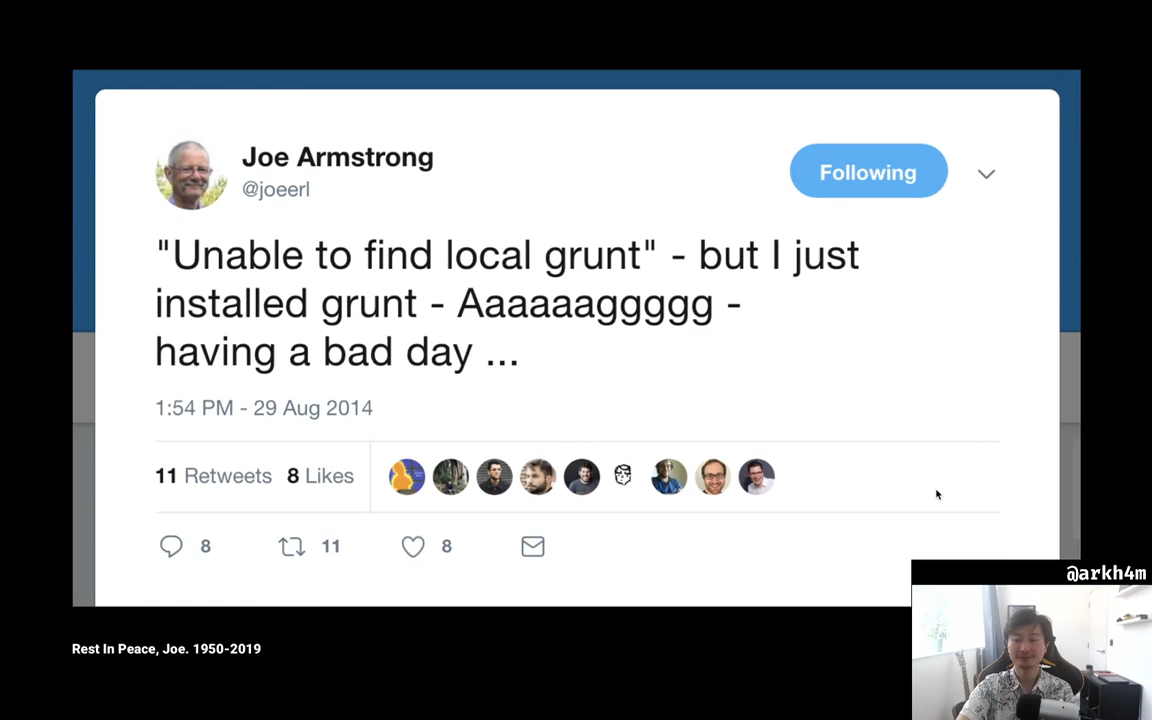 Joe Armstrong
@joeerl
Following
"Unable to find local grunt" - but I just
installed grunt - Aaaaaaggggg -
having a bad day ...
1:54 PM - 29 Aug 2014
11 Retweets 8 Likes
8 11 8
@arkh4m
Rest In Peace, Joe. 1950-2019